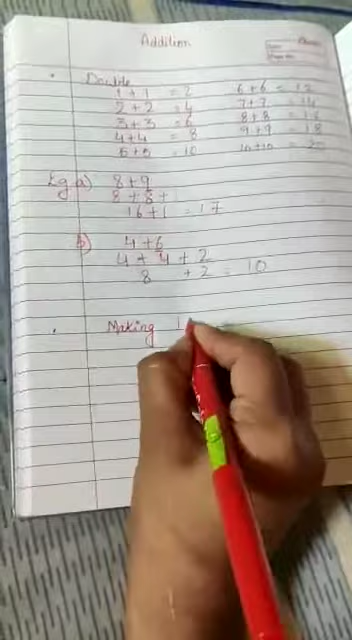 Addition
Double
1 + 1 = 2    6 + 6 = 12
2 + 2 = 4    7 + 7 = 14
3 + 3 = 6    8 + 8 = 16
4 + 4 = 8    9 + 9 = 18
5 + 5 = 10    10 + 10 = 20
Eg a) 8 + 9
8 + 8 +
16 + 1 = 17
b) 4 + 6
4 + 4 + 2
8 + 2 = 10
Making 1